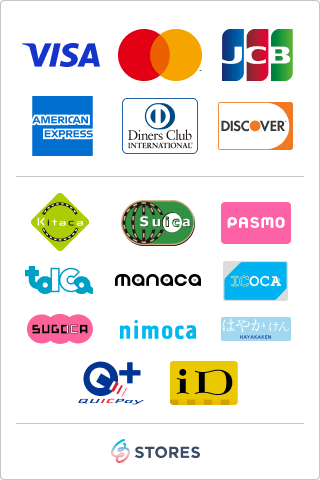 VISA
JCB
AMERICAN
EXPRESS
Diners Club
INTERNATIONAL
DISCOVER
Kitaca
Suica
PASMO
TOICa
manaca
ICOCA
SUGOCA
nimoca
はやかけん
HAYAKAKEN
Q+
QUICPay
iD
STORES